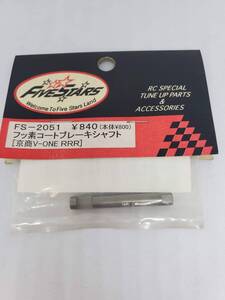 FIVESTARS
Welcome To Five Stars Land
RC SPECIAL
TUNE UP PARTS
&
ACCESSORIES
FS-2051 ¥840(本体¥800)
フッ素コートブレーキシャフト
[京商V-ONE RRR]